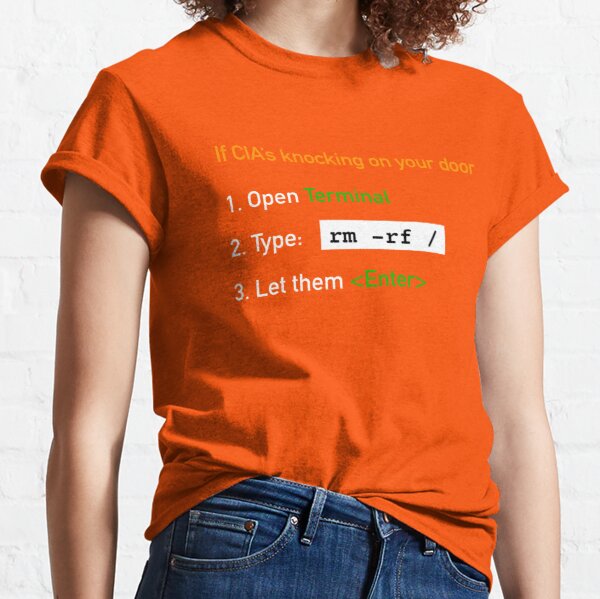 If CIA's knocking on your door
1. Open Terminal
2. Type: rm -rf /
3. Let them <Enter>